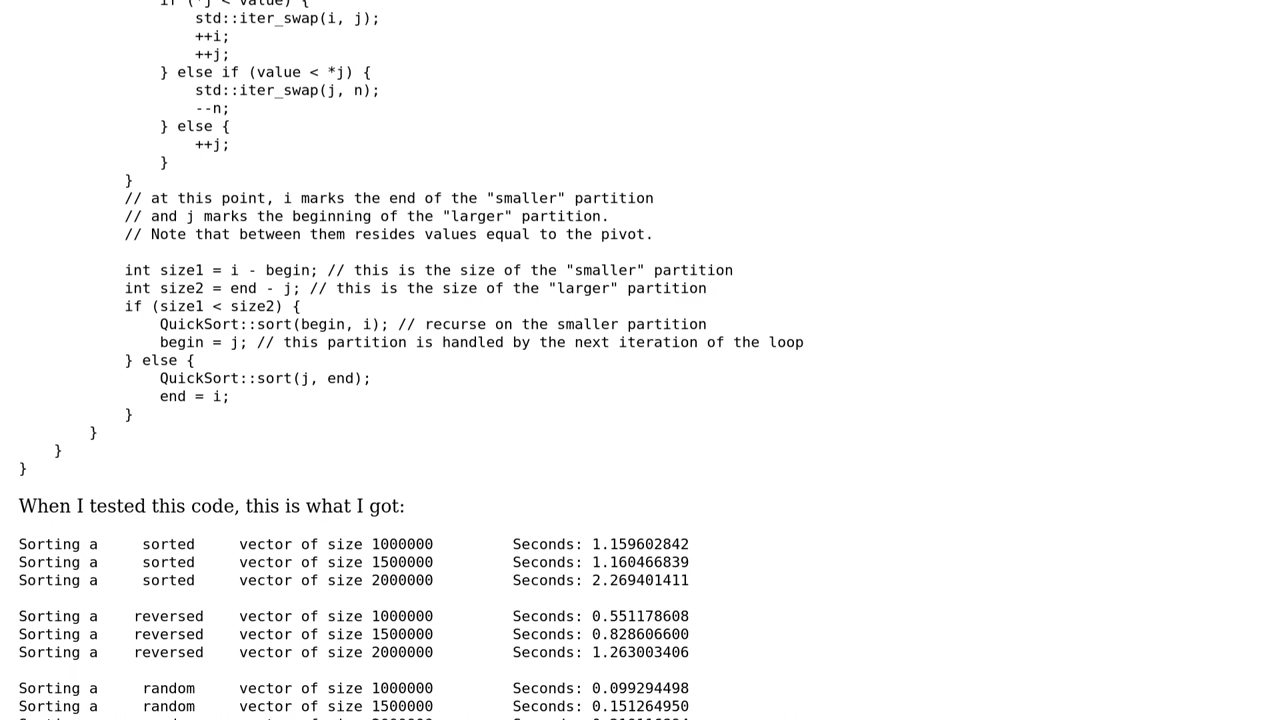 if (*j < value) {
std::iter_swap(i, j);
++i;
++j;
} else if (value < *j) {
std::iter_swap(j, n);
--n;
} else {
++j;
}
}
// at this point, i marks the end of the "smaller" partition
// and j marks the beginning of the "larger" partition.
// Note that between them resides values equal to the pivot.
int size1 = i - begin; // this is the size of the "smaller" partition
int size2 = end - j; // this is the size of the "larger" partition
if (size1 < size2) {
QuickSort::sort(begin, i); // recurse on the smaller partition
begin = j; // this partition is handled by the next iteration of the loop
} else {
QuickSort::sort(j, end);
end = i;
}
}
}
}
When I tested this code, this is what I got:
Sorting a sorted vector of size 1000000 Seconds: 1.159602842
Sorting a sorted vector of size 1500000 Seconds: 1.160466839
Sorting a sorted vector of size 2000000 Seconds: 2.269401411
Sorting a reversed vector of size 1000000 Seconds: 0.551178608
Sorting a reversed vector of size 1500000 Seconds: 0.828606600
Sorting a reversed vector of size 2000000 Seconds: 1.263003406
Sorting a random vector of size 1000000 Seconds: 0.099294498
Sorting a random vector of size 1500000 Seconds: 0.151264950